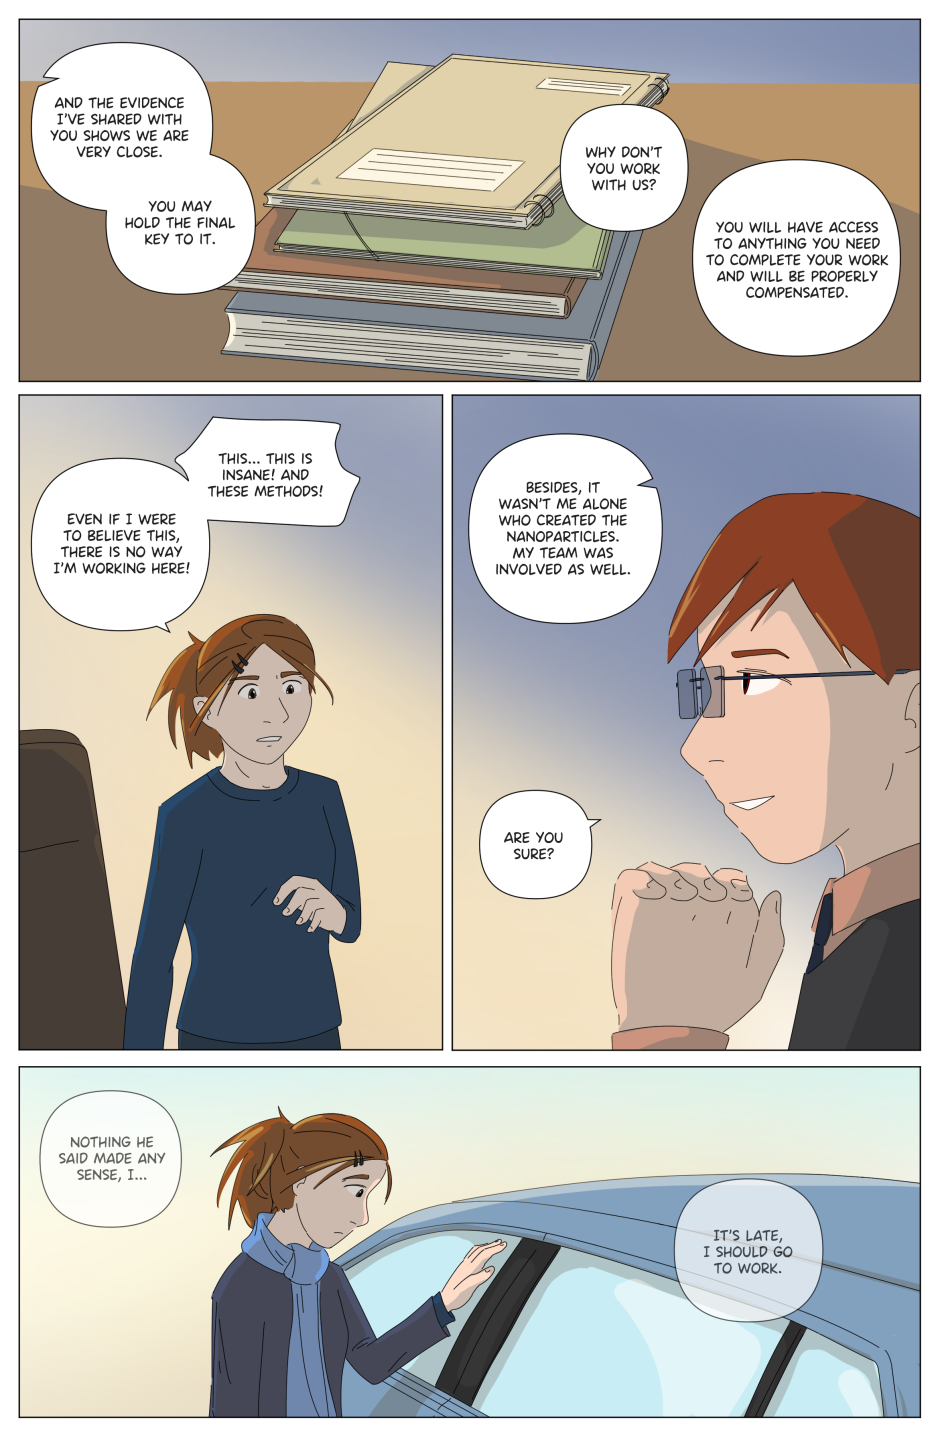 AND THE EVIDENCE
I'VE SHARED WITH
YOU SHOWS WE ARE
VERY CLOSE.
YOU MAY
HOLD THE FINAL
KEY TO IT.
WHY DON'T
YOU WORK
WITH US?
YOU WILL HAVE ACCESS
TO ANYTHING YOU NEED
TO COMPLETE YOUR WORK
AND WILL BE PROPERLY
COMPENSATED.
THIS... THIS IS
INSANE! AND
THESE METHODS!
EVEN IF I WERE
TO BELIEVE THIS,
THERE IS NO WAY
I'M WORKING HERE!
BESIDES, IT
WASN'T ME ALONE
WHO CREATED THE
NANOPARTICLES.
MY TEAM WAS
INVOLVED AS WELL.
ARE YOU
SURE?
NOTHING HE
SAID MADE ANY
SENSE, I...
IT'S LATE,
I SHOULD GO
TO WORK.